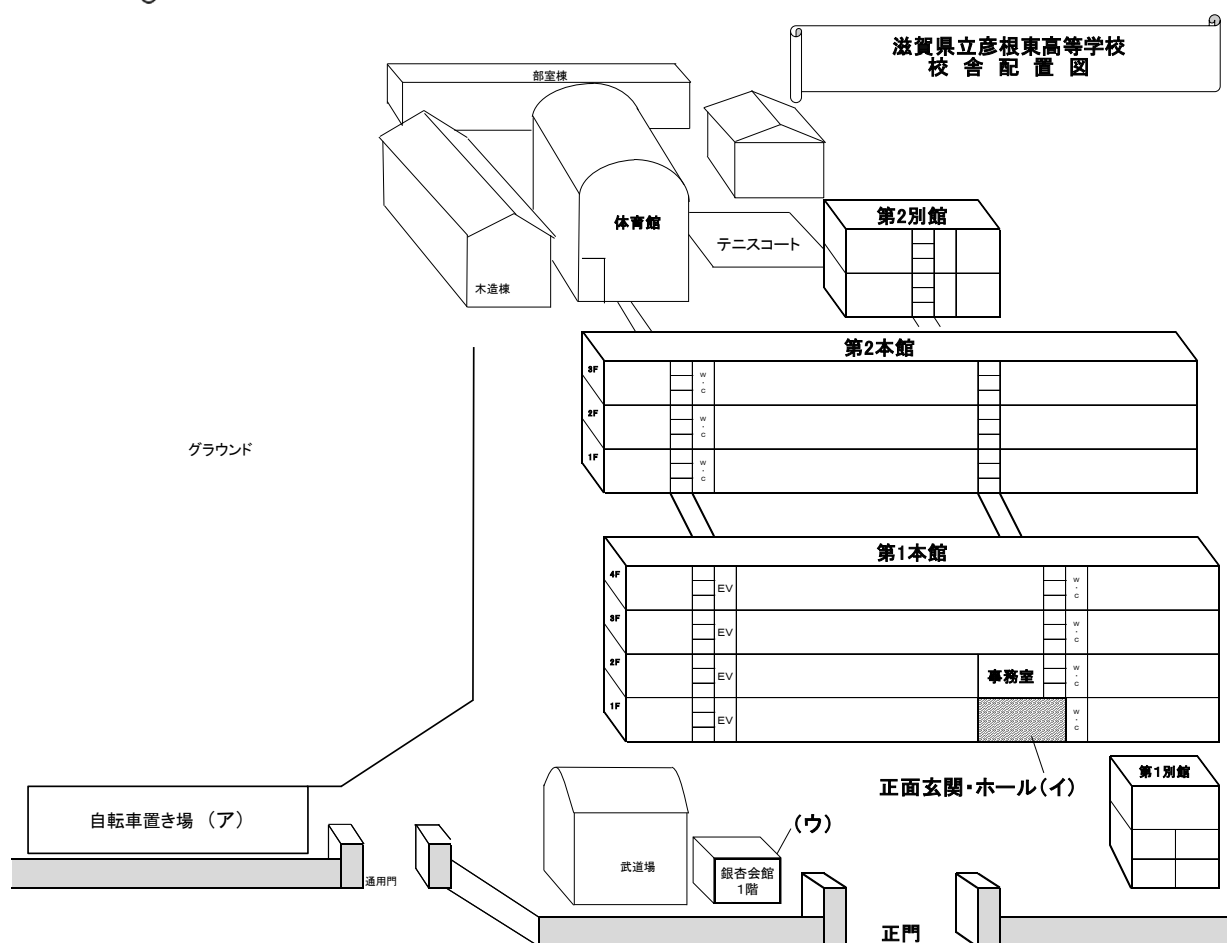 滋賀県立彦根東高等学校
校舎配置図
部室棟
体育館
木造棟
テニスコート
第2別館
第2本館
3F
W・C
2F
W・C
1F
W・C
グラウンド
第1本館
4F
EV
W・C
3F
EV
W・C
2F
EV
事務室
W・C
1F
EV
W・C
正面玄関・ホール(イ)
第1別館
自転車置き場 (ア)
通用門
武道場
(ウ)
銀杏会館
1階
正門